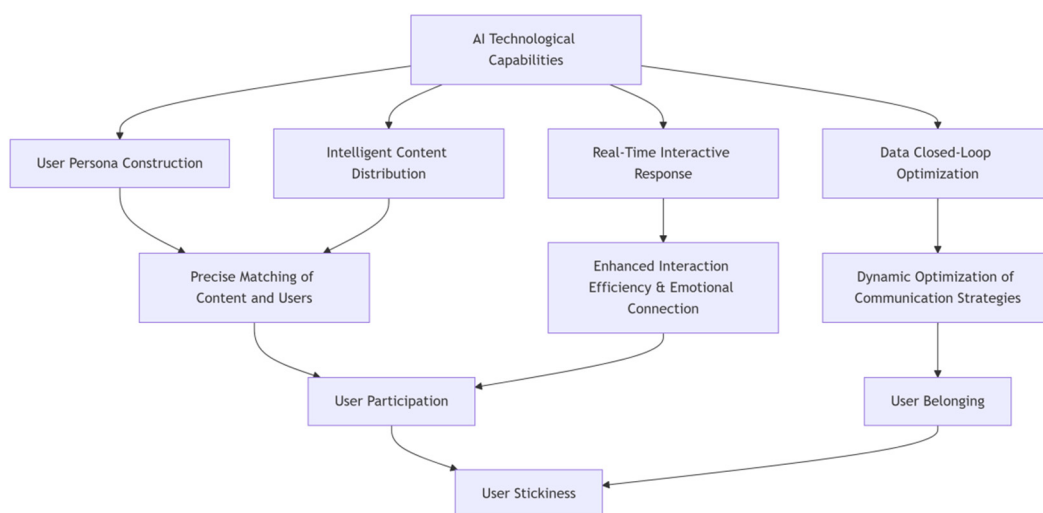 AI Technological
Capabilities
User Persona Construction
Intelligent Content
Distribution
Real-Time Interactive
Response
Data Closed-Loop
Optimization
Precise Matching of
Content and Users
Enhanced Interaction
Efficiency & Emotional
Connection
Dynamic Optimization of
Communication Strategies
User Participation
User Belonging
User Stickiness